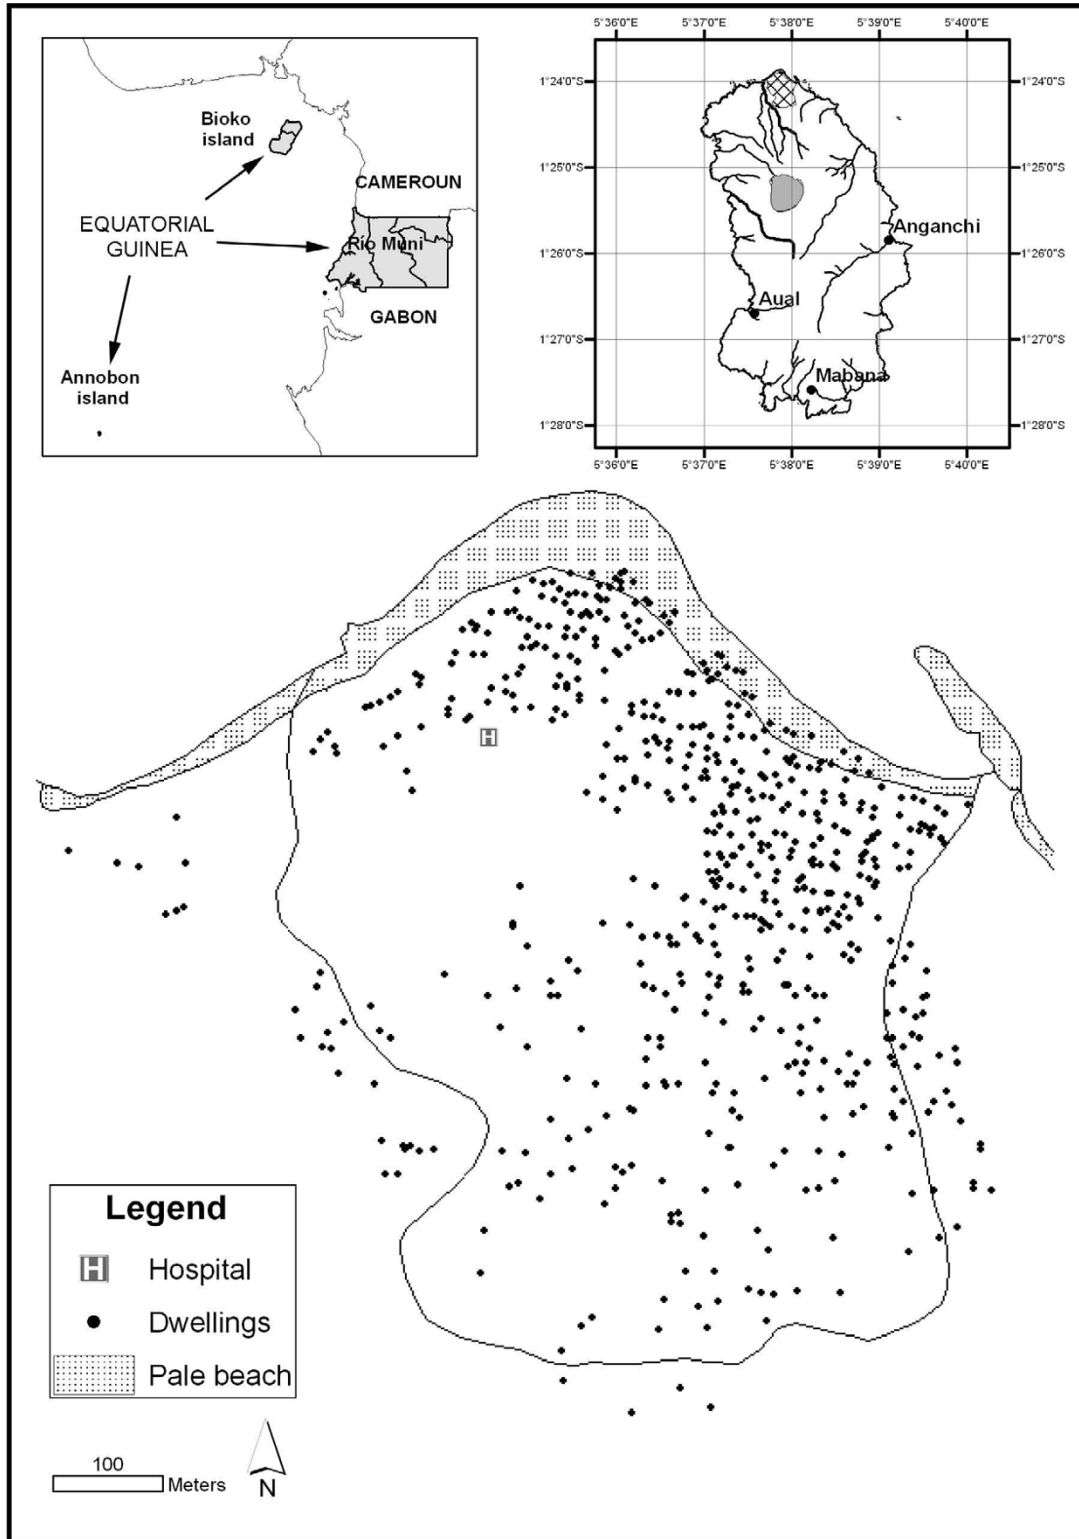 Bioko
island
CAMEROUN
EQUATORIAL
GUINEA
Río Muni
GABON
Annobon
island
5°36'0"E 5°37'0"E 5°38'0"E 5°39'0"E 5°40'0"E
1°24'0"S 1°24'0"S
1°25'0"S 1°25'0"S
Anganchi
1°26'0"S 1°26'0"S
Aual
1°27'0"S 1°27'0"S
Mabana
1°28'0"S 1°28'0"S
5°36'0"E 5°37'0"E 5°38'0"E 5°39'0"E 5°40'0"E
H
Legend
H Hospital
Dwellings
Pale beach
100
Meters
N